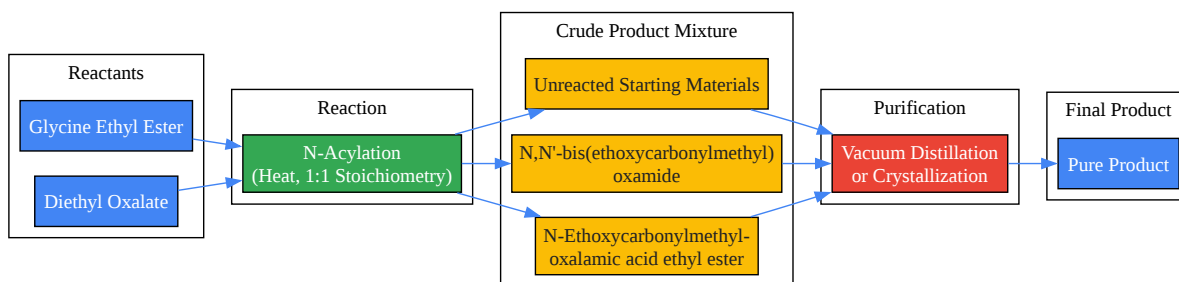 Reactants
Glycine Ethyl Ester
Diethyl Oxalate
Reaction
N-Acylation
(Heat, 1:1 Stoichiometry)
Crude Product Mixture
Unreacted Starting Materials
N,N'-bis(ethoxycarbonylmethyl)
oxamide
N-Ethoxycarbonylmethyl-
oxalamic acid ethyl ester
Purification
Vacuum Distillation
or Crystallization
Final Product
Pure Product